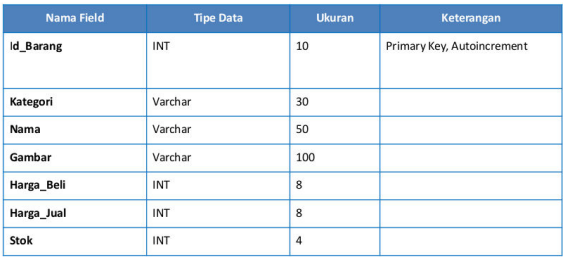 Nama Field Tipe Data Ukuran Keterangan
Id_Barang INT 10 Primary Key, Autoincrement
Kategori Varchar 30
Nama Varchar 50
Gambar Varchar 100
Harga_Beli INT 8
Harga_Jual INT 8
Stok INT 4